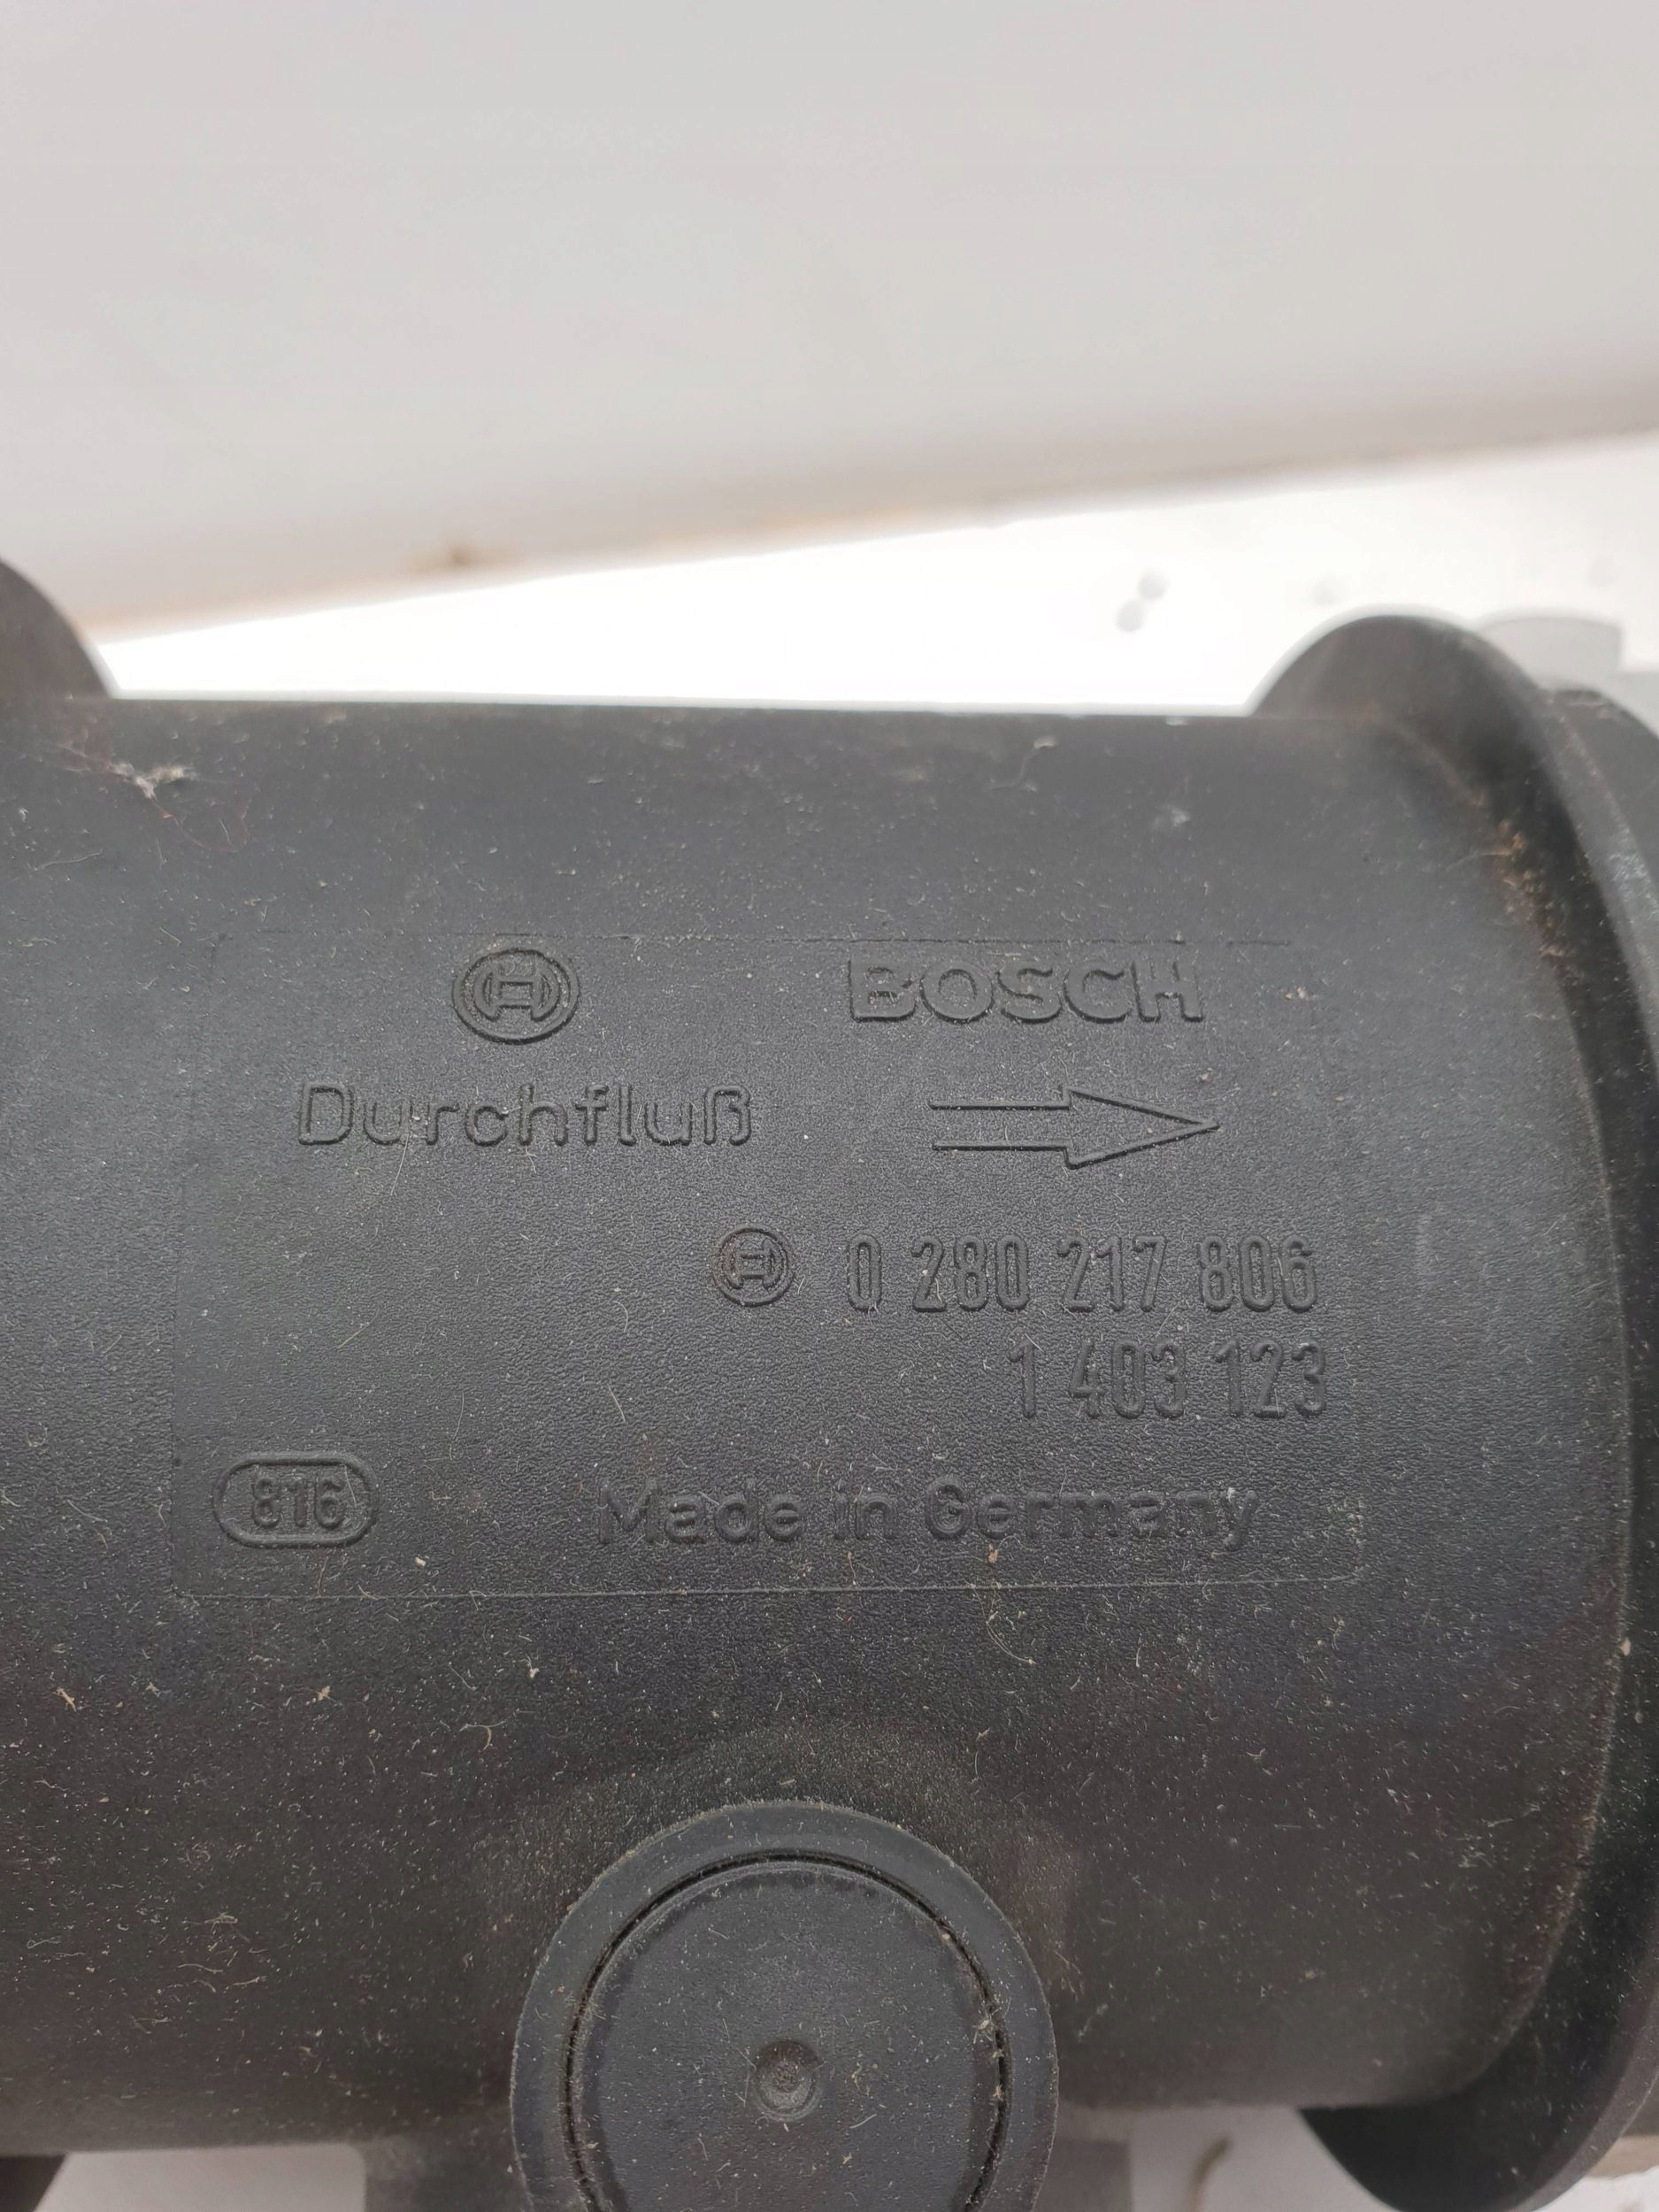 BOSCH
Durchfluß
0 280 217 806
1 403 123
816
Made in Germany